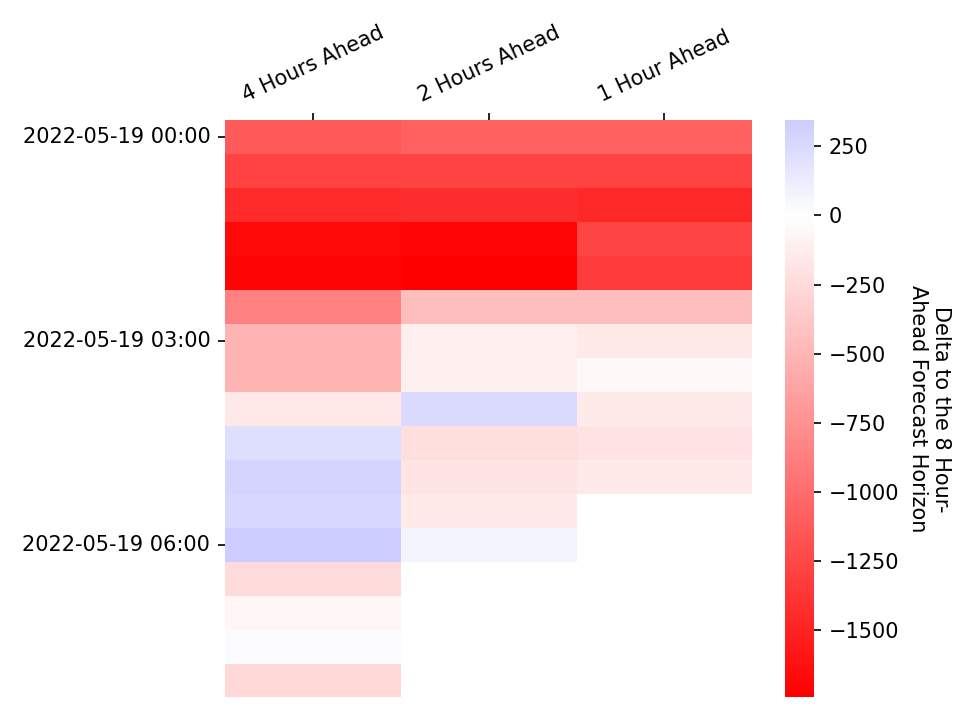 4 Hours Ahead
2 Hours Ahead
1 Hour Ahead
2022-05-19 00:00
2022-05-19 03:00
2022-05-19 06:00
250
0
−250
−500
−750
−1000
−1250
−1500
Delta to the 8 Hour-
Ahead Forecast Horizon